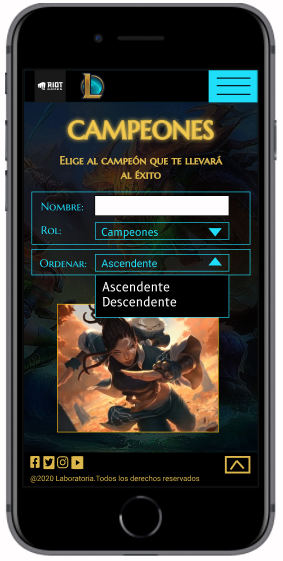 RIOT GAMES
L
CAMPEONES
Elige al campeón que te llevará
al éxito
Nombre:
Rol: Campeones
Ordenar: Ascendente
Ascendente
Descendente
@2020 Laboratoria.Todos los derechos reservados